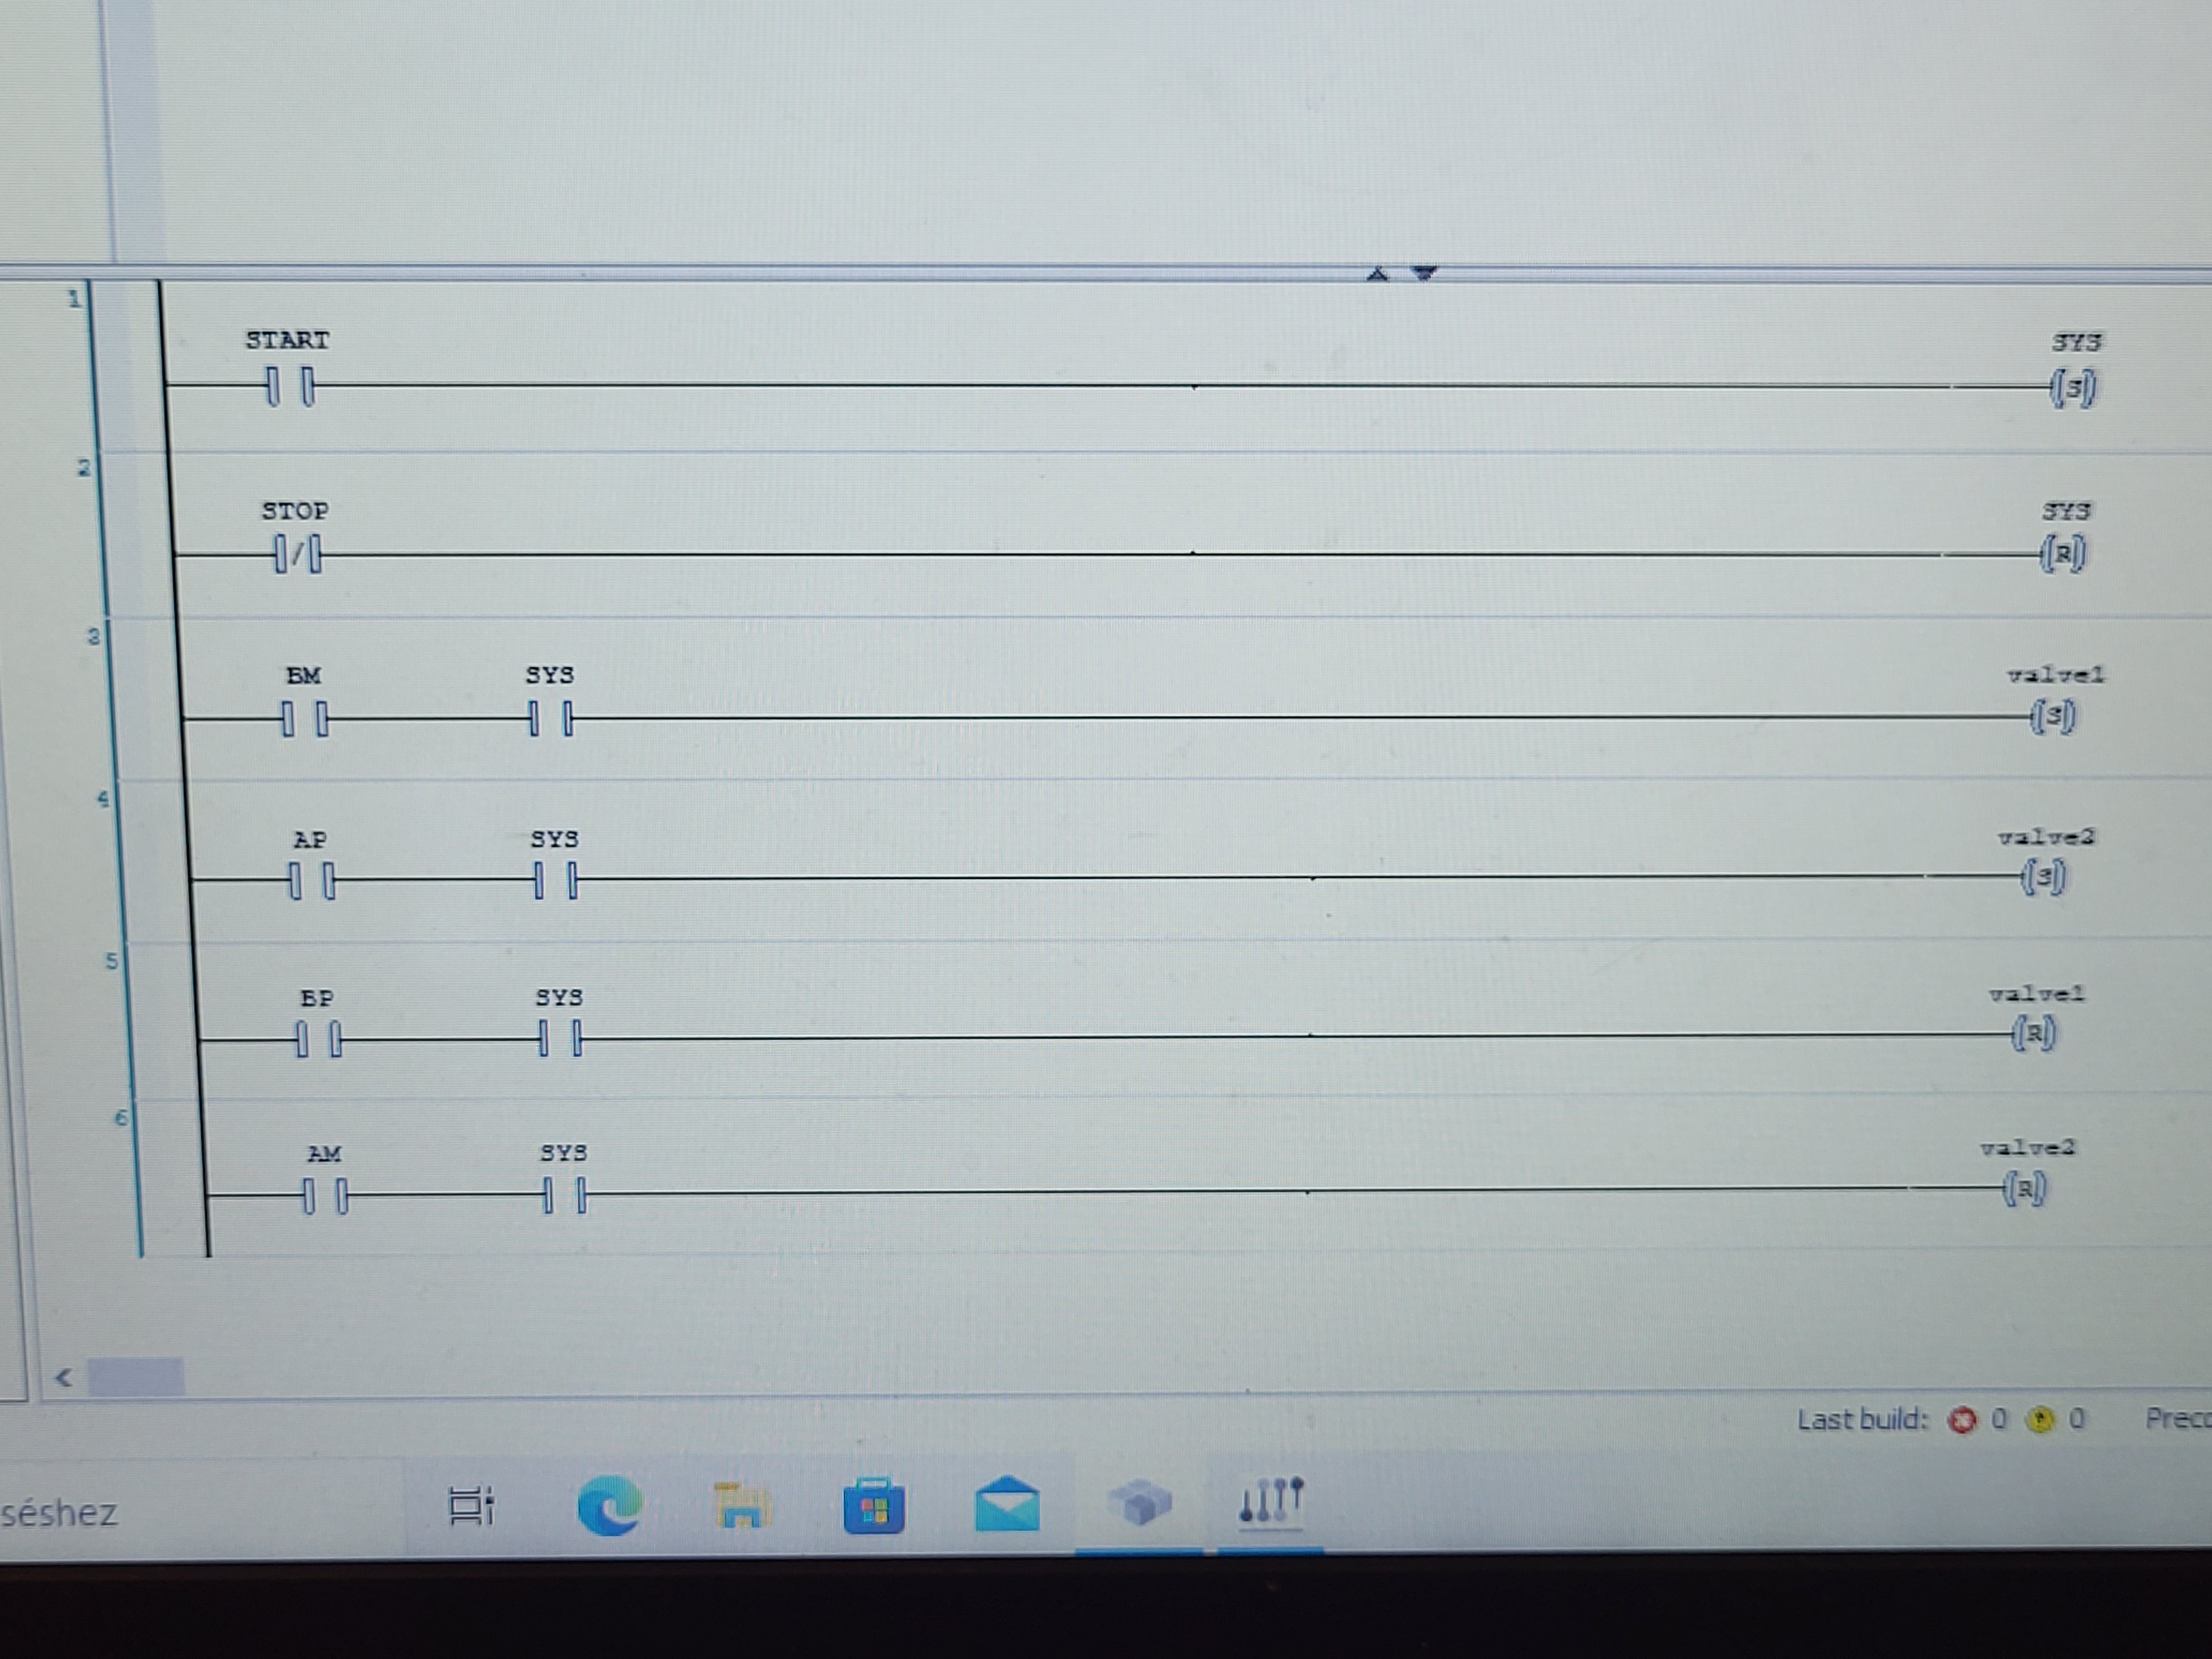 1
START
SYS
S
2
STOP
/
SYS
R
3
BM
SYS
valve1
S
4
AP
SYS
valve2
S
5
BP
SYS
valve1
R
6
AM
SYS
valve2
R
Last build: 0 0 Preco
séshez